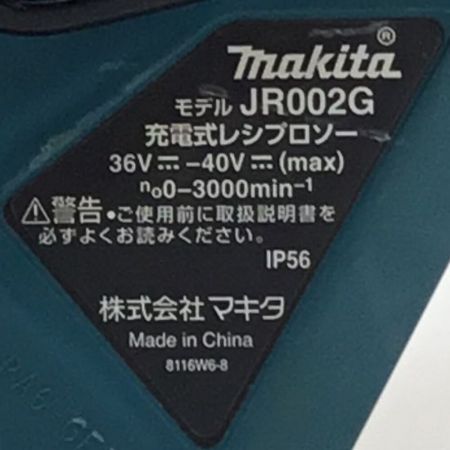 makita®
モデル JR002G
充電式レシプロソー
36V⎓–40V⎓(max)
n₀0–3000min⁻¹
⚠警告•ご使用前に取扱説明書を
必ずよくお読みください。
IP56
株式会社 マキタ
Made in China
8116W6-8